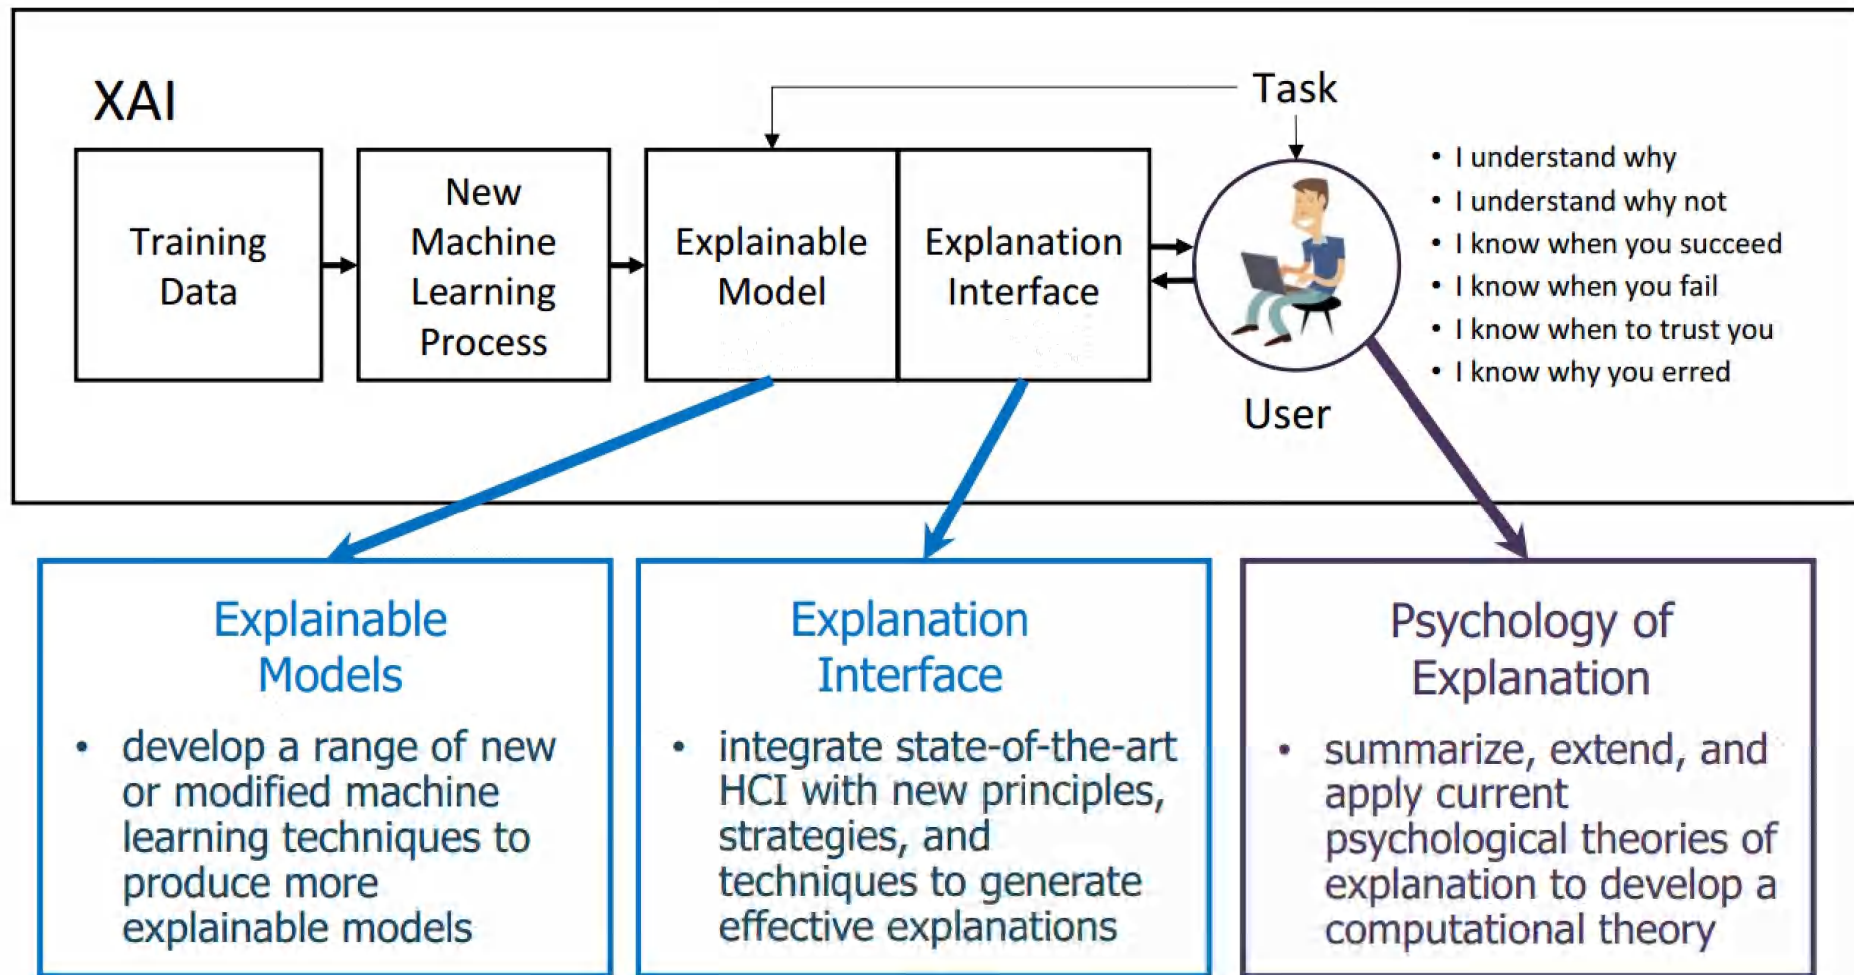 XAI
Task
Training
Data
New
Machine
Learning
Process
Explainable
Model
Explanation
Interface
User
• I understand why
• I understand why not
• I know when you succeed
• I know when you fail
• I know when to trust you
• I know why you erred
Explainable
Models
• develop a range of new
or modified machine
learning techniques to
produce more
explainable models
Explanation
Interface
• integrate state-of-the-art
HCI with new principles,
strategies, and
techniques to generate
effective explanations
Psychology of
Explanation
• summarize, extend, and
apply current
psychological theories of
explanation to develop a
computational theory